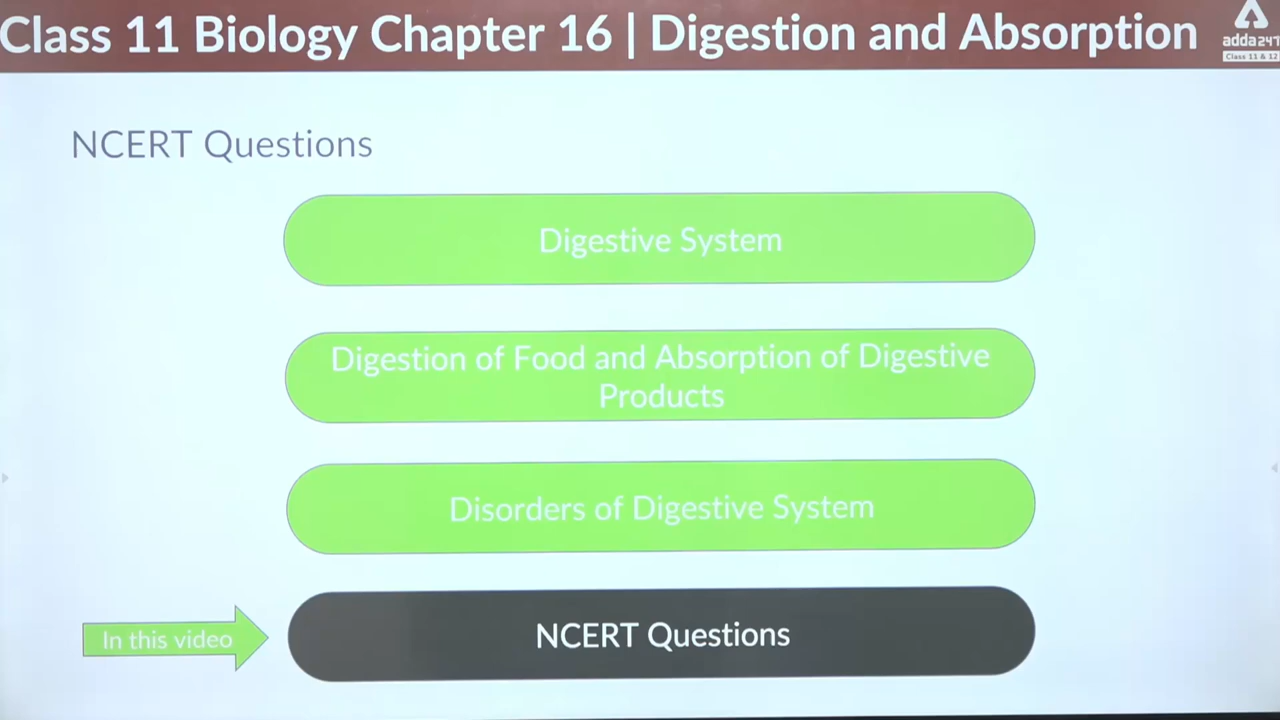 Class 11 Biology Chapter 16 | Digestion and Absorption
adda247
Class 11 & 12
NCERT Questions
Digestive System
Digestion of Food and Absorption of Digestive
Products
Disorders of Digestive System
In this video
NCERT Questions